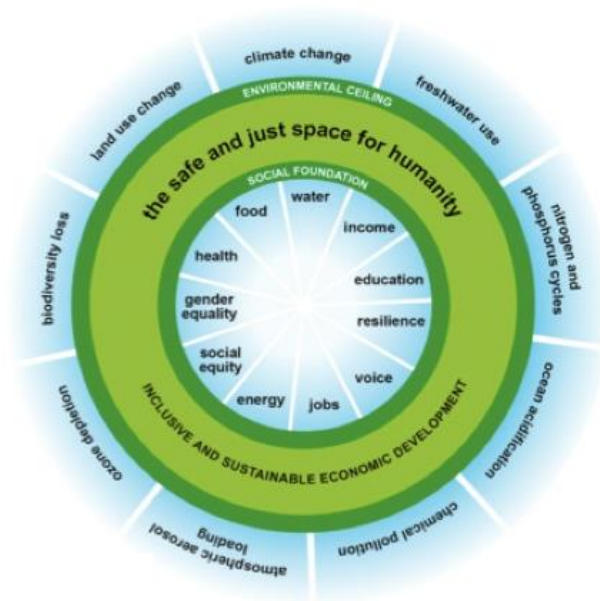 climate change
freshwater use
nitrogen and
phosphorus cycles
ocean acidification
chemical pollution
atmospheric aerosol
loading
ozone depletion
biodiversity loss
land use change
ENVIRONMENTAL CEILING
the safe and just space for humanity
SOCIAL FOUNDATION
water
income
education
resilience
voice
jobs
energy
social
equity
gender
equality
health
food
INCLUSIVE AND SUSTAINABLE ECONOMIC DEVELOPMENT